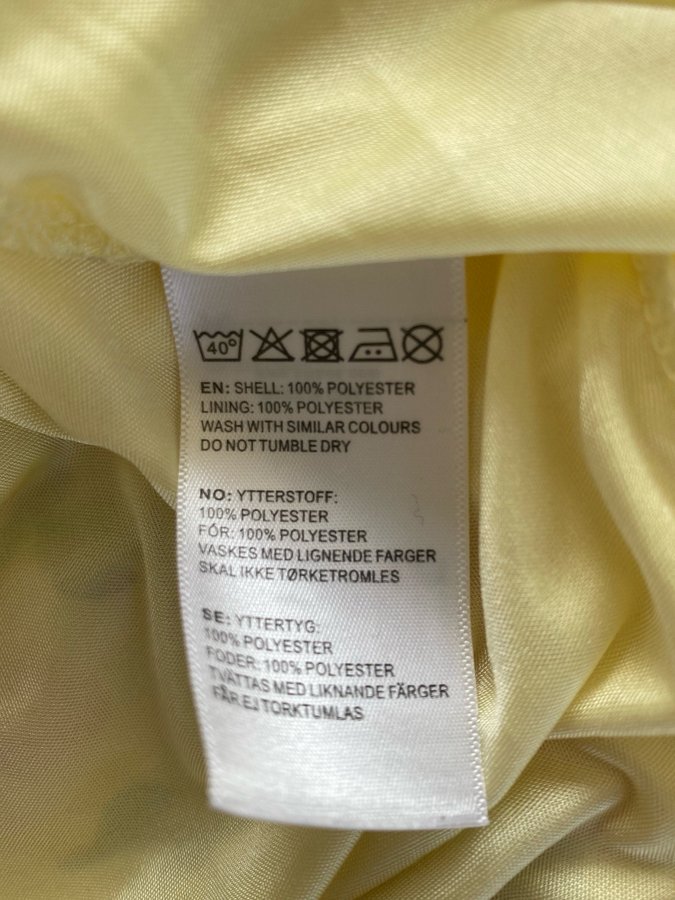 40°
EN: SHELL: 100% POLYESTER
LINING: 100% POLYESTER
WASH WITH SIMILAR COLOURS
DO NOT TUMBLE DRY
NO: YTTERSTOFF:
100% POLYESTER
FÓR: 100% POLYESTER
VASKES MED LIGNENDE FARGER
SKAL IKKE TØRKETROMLES
SE: YTTERTYG:
100% POLYESTER
FODER: 100% POLYESTER
TVÄTTAS MED LIKNANDE FÄRGER
FÅR EJ TORKTUMLAS